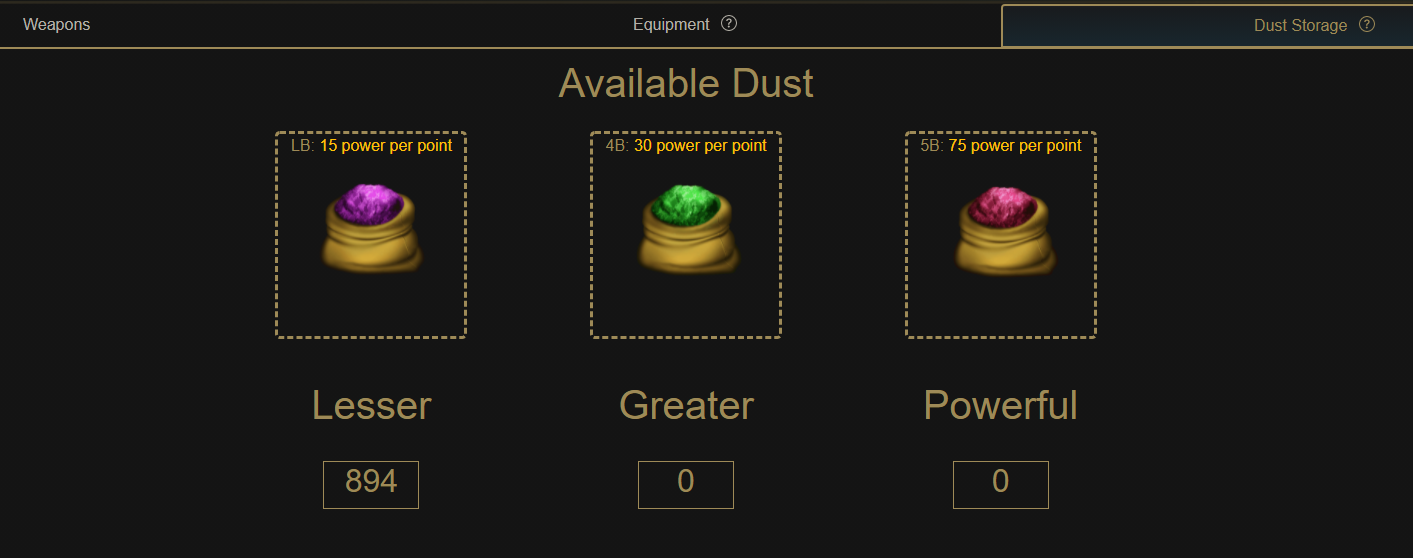 Weapons
Equipment ?
Dust Storage ?
Available Dust
LB: 15 power per point
4B: 30 power per point
5B: 75 power per point
Lesser
Greater
Powerful
894
0
0